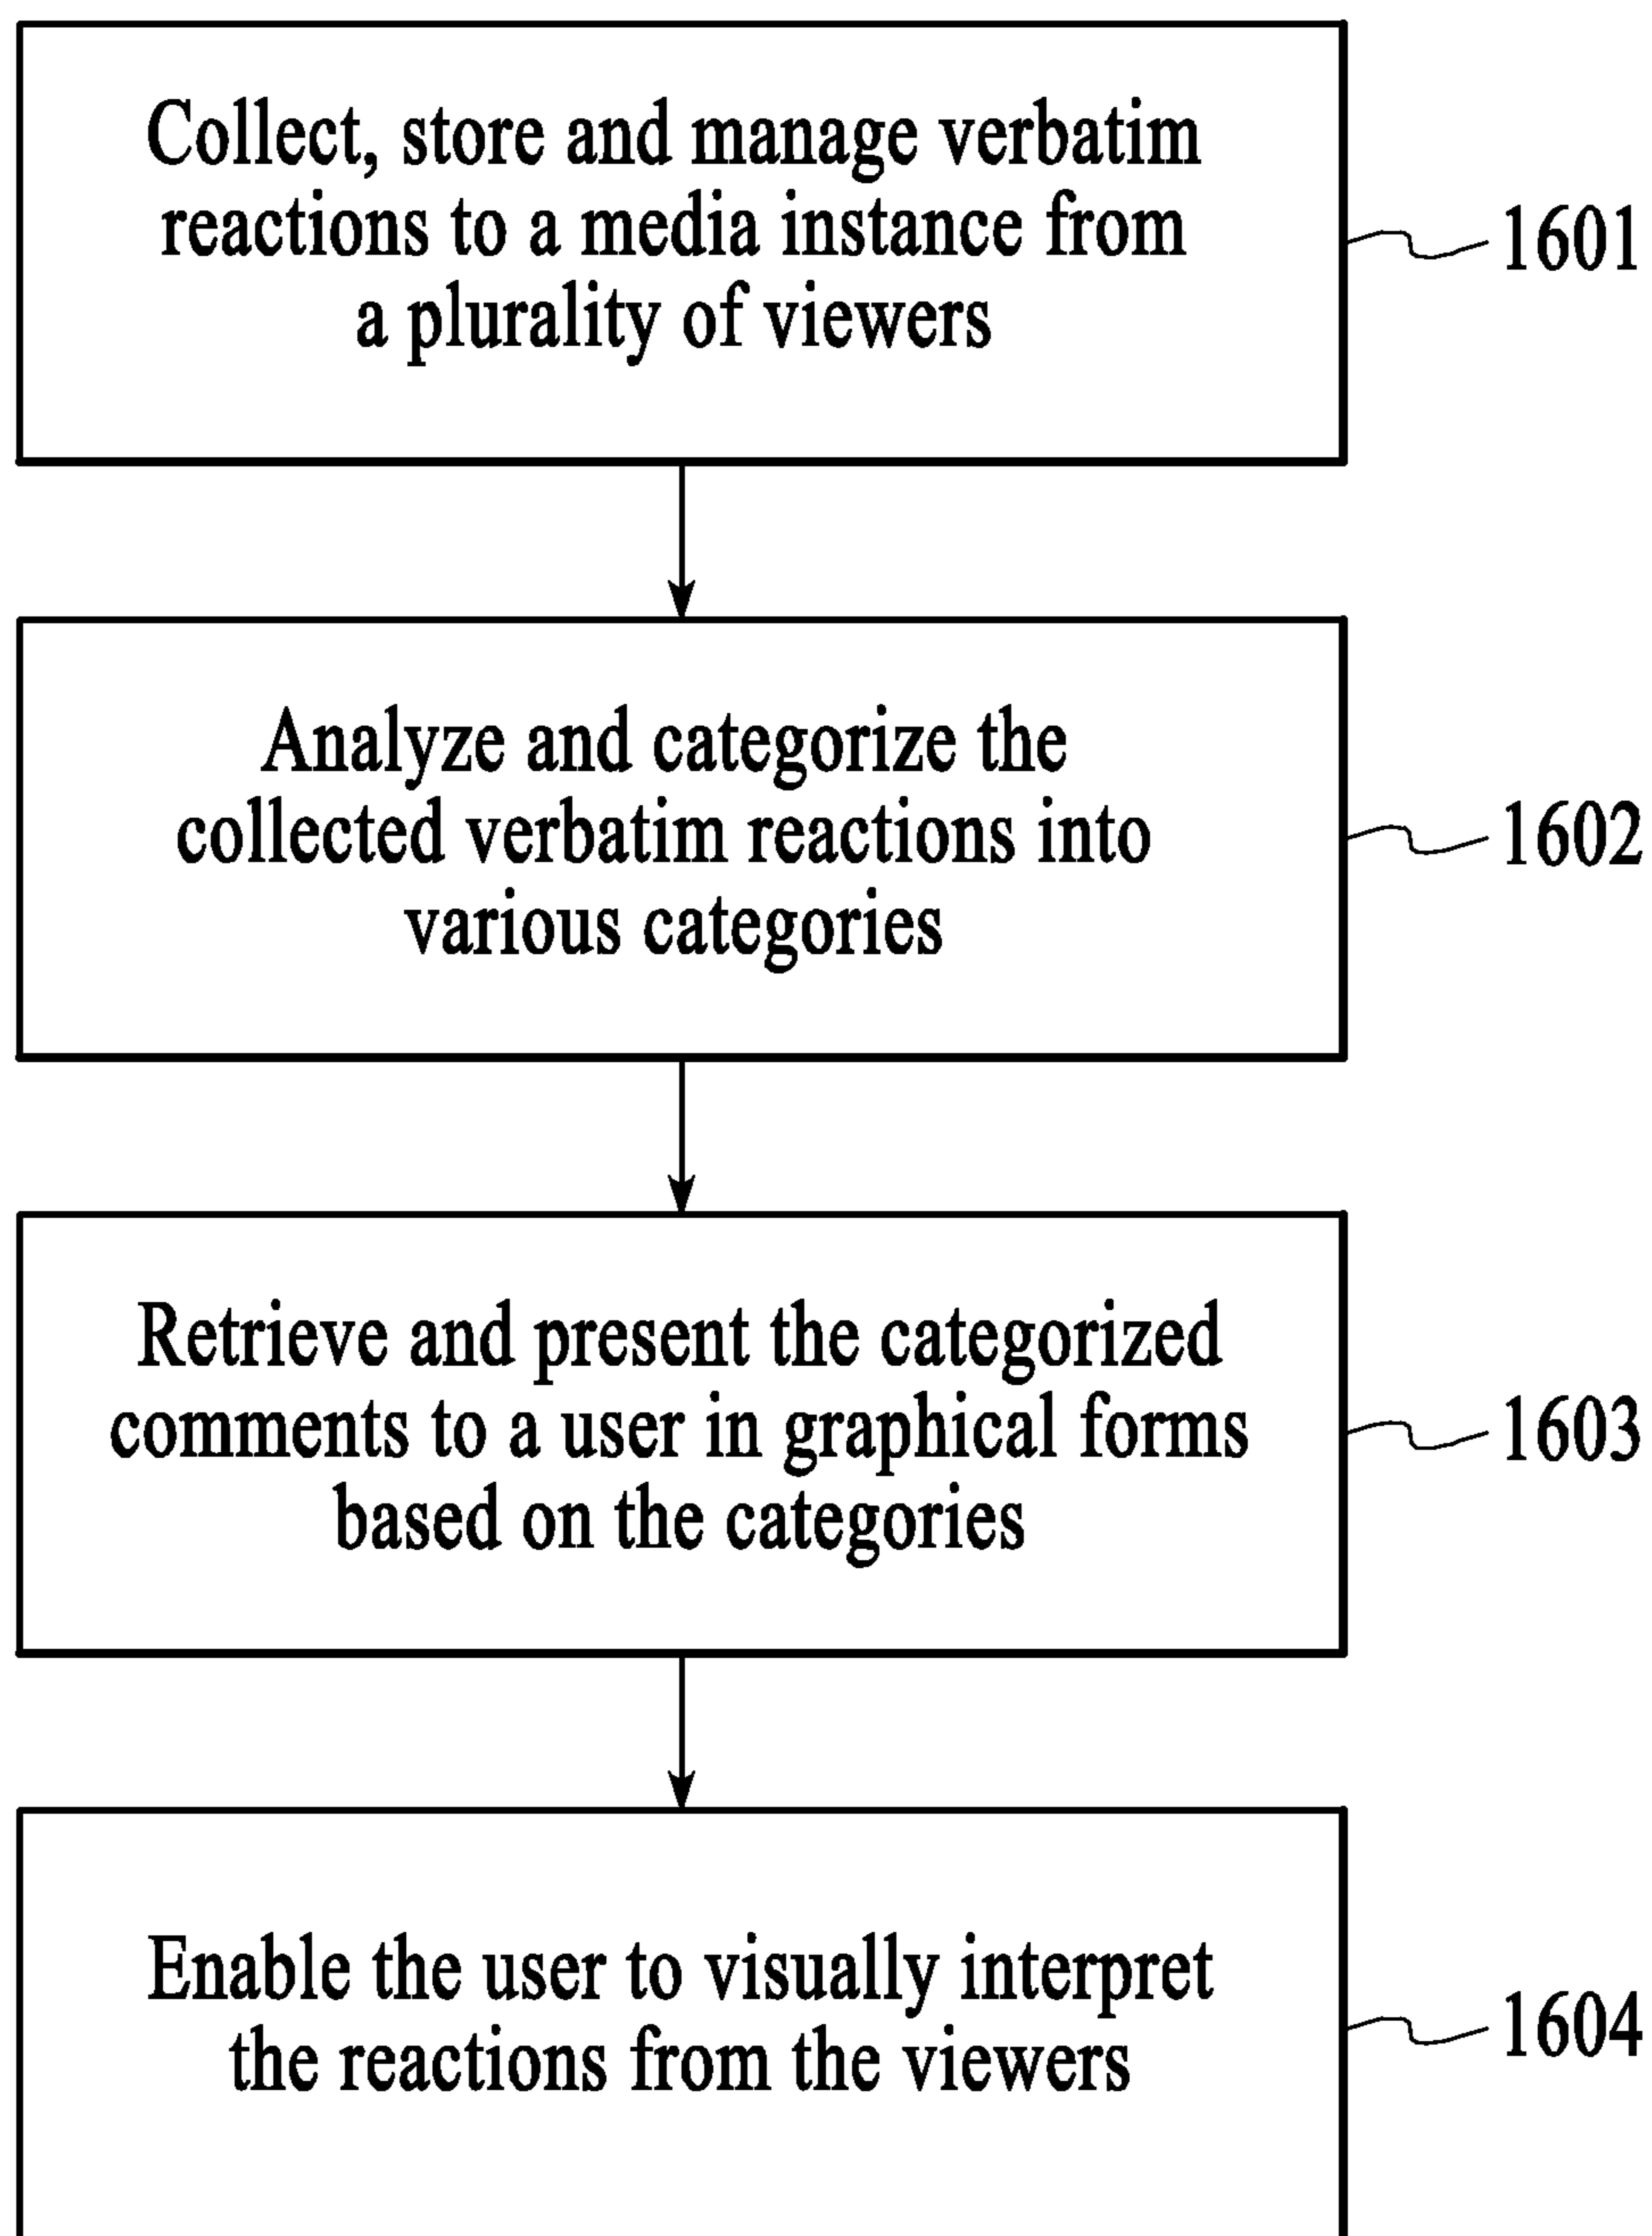 Collect, store and manage verbatim
reactions to a media instance from
a plurality of viewers
1601
Analyze and categorize the
collected verbatim reactions into
various categories
1602
Retrieve and present the categorized
comments to a user in graphical forms
based on the categories
1603
Enable the user to visually interpret
the reactions from the viewers
1604